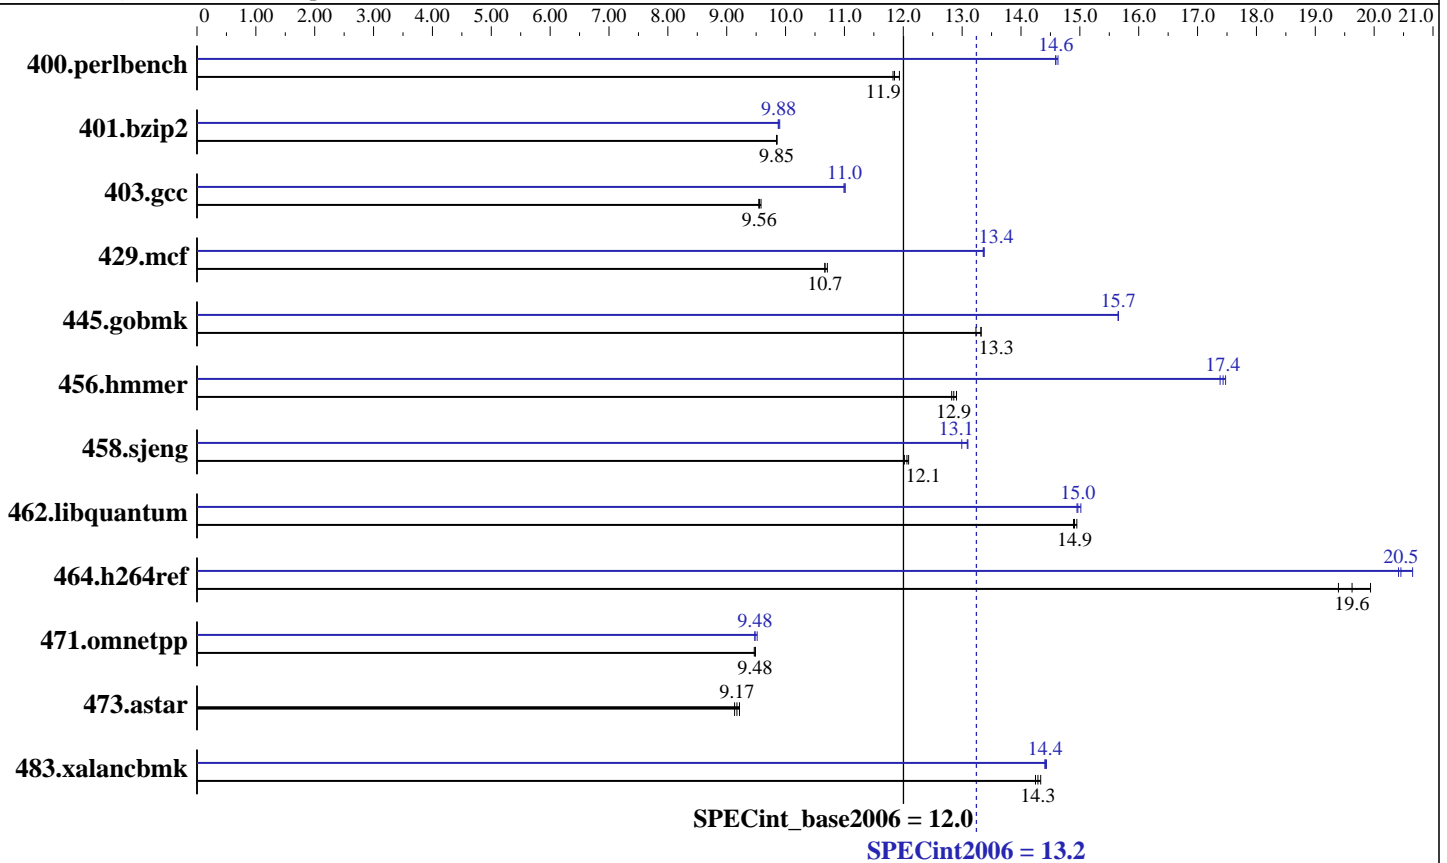 0 1.00 2.00 3.00 4.00 5.00 6.00 7.00 8.00 9.00 10.0 11.0 12.0 13.0 14.0 15.0 16.0 17.0 18.0 19.0 20.0 21.0
400.perlbench
14.6
11.9
401.bzip2
9.88
9.85
403.gcc
11.0
9.56
429.mcf
13.4
10.7
445.gobmk
15.7
13.3
456.hmmer
17.4
12.9
458.sjeng
13.1
12.1
462.libquantum
15.0
14.9
464.h264ref
20.5
19.6
471.omnetpp
9.48
9.48
473.astar
9.17
483.xalancbmk
14.4
14.3
SPECint_base2006 = 12.0
SPECint2006 = 13.2